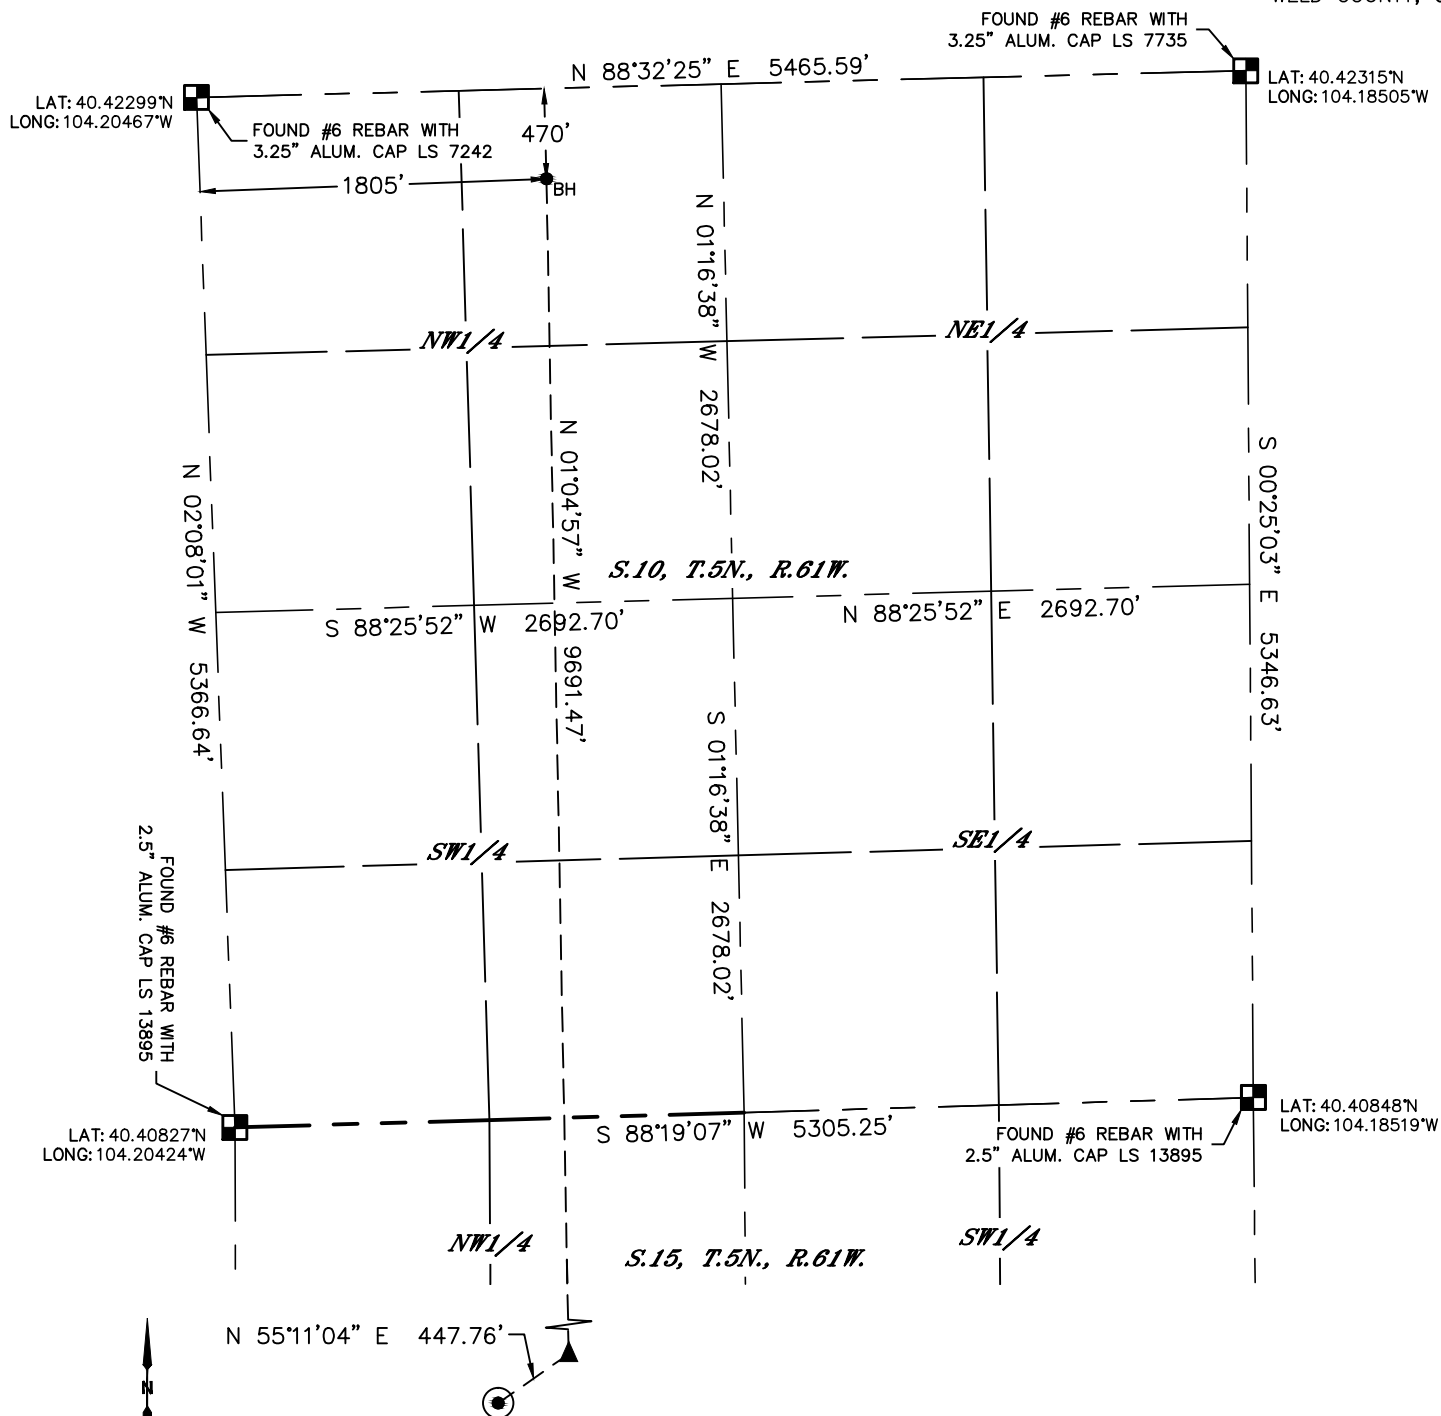 FOUND #6 REBAR WITH
3.25” ALUM. CAP LS 7735
N 88°32’25” E 5465.59’
LAT: 40.42315°N
LONG: 104.18505°W
LAT: 40.42299°N
LONG: 104.20467°W
FOUND #6 REBAR WITH
3.25” ALUM. CAP LS 7242
470’
1805’
BH
N 01°16’38” W 2678.02’
NW1/4
NE1/4
N 01°04’57” W 9691.47’
N 02°08’01” W 5366.64’
S 00°25’03” E 5346.63’
S.10, T.5N., R.61W.
S 88°25’52” W 2692.70’
N 88°25’52” E 2692.70’
S 01°16’38” E 2678.02’
SW1/4
SE1/4
FOUND #6 REBAR WITH
2.5” ALUM. CAP LS 13895
LAT: 40.40827°N
LONG: 104.20424°W
S 88°19’07” W 5305.25’
FOUND #6 REBAR WITH
2.5” ALUM. CAP LS 13895
LAT: 40.40848°N
LONG: 104.18519°W
NW1/4
SW1/4
S.15, T.5N., R.61W.
N 55°11’04” E 447.76’
N